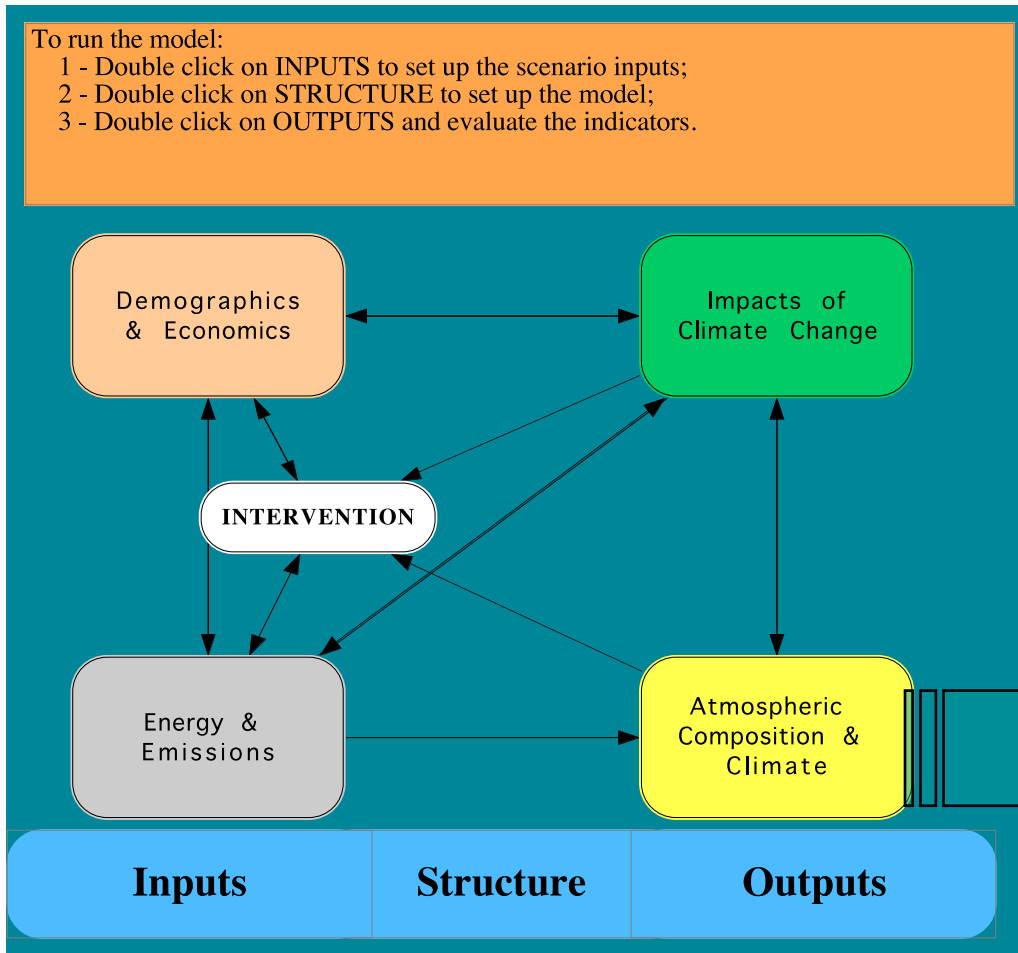 To run the model:
1 - Double click on INPUTS to set up the scenario inputs;
2 - Double click on STRUCTURE to set up the model;
3 - Double click on OUTPUTS and evaluate the indicators.
Demographics
& Economics
Impacts of
Climate Change
INTERVENTION
Energy &
Emissions
Atmospheric
Composition &
Climate
Inputs
Structure
Outputs